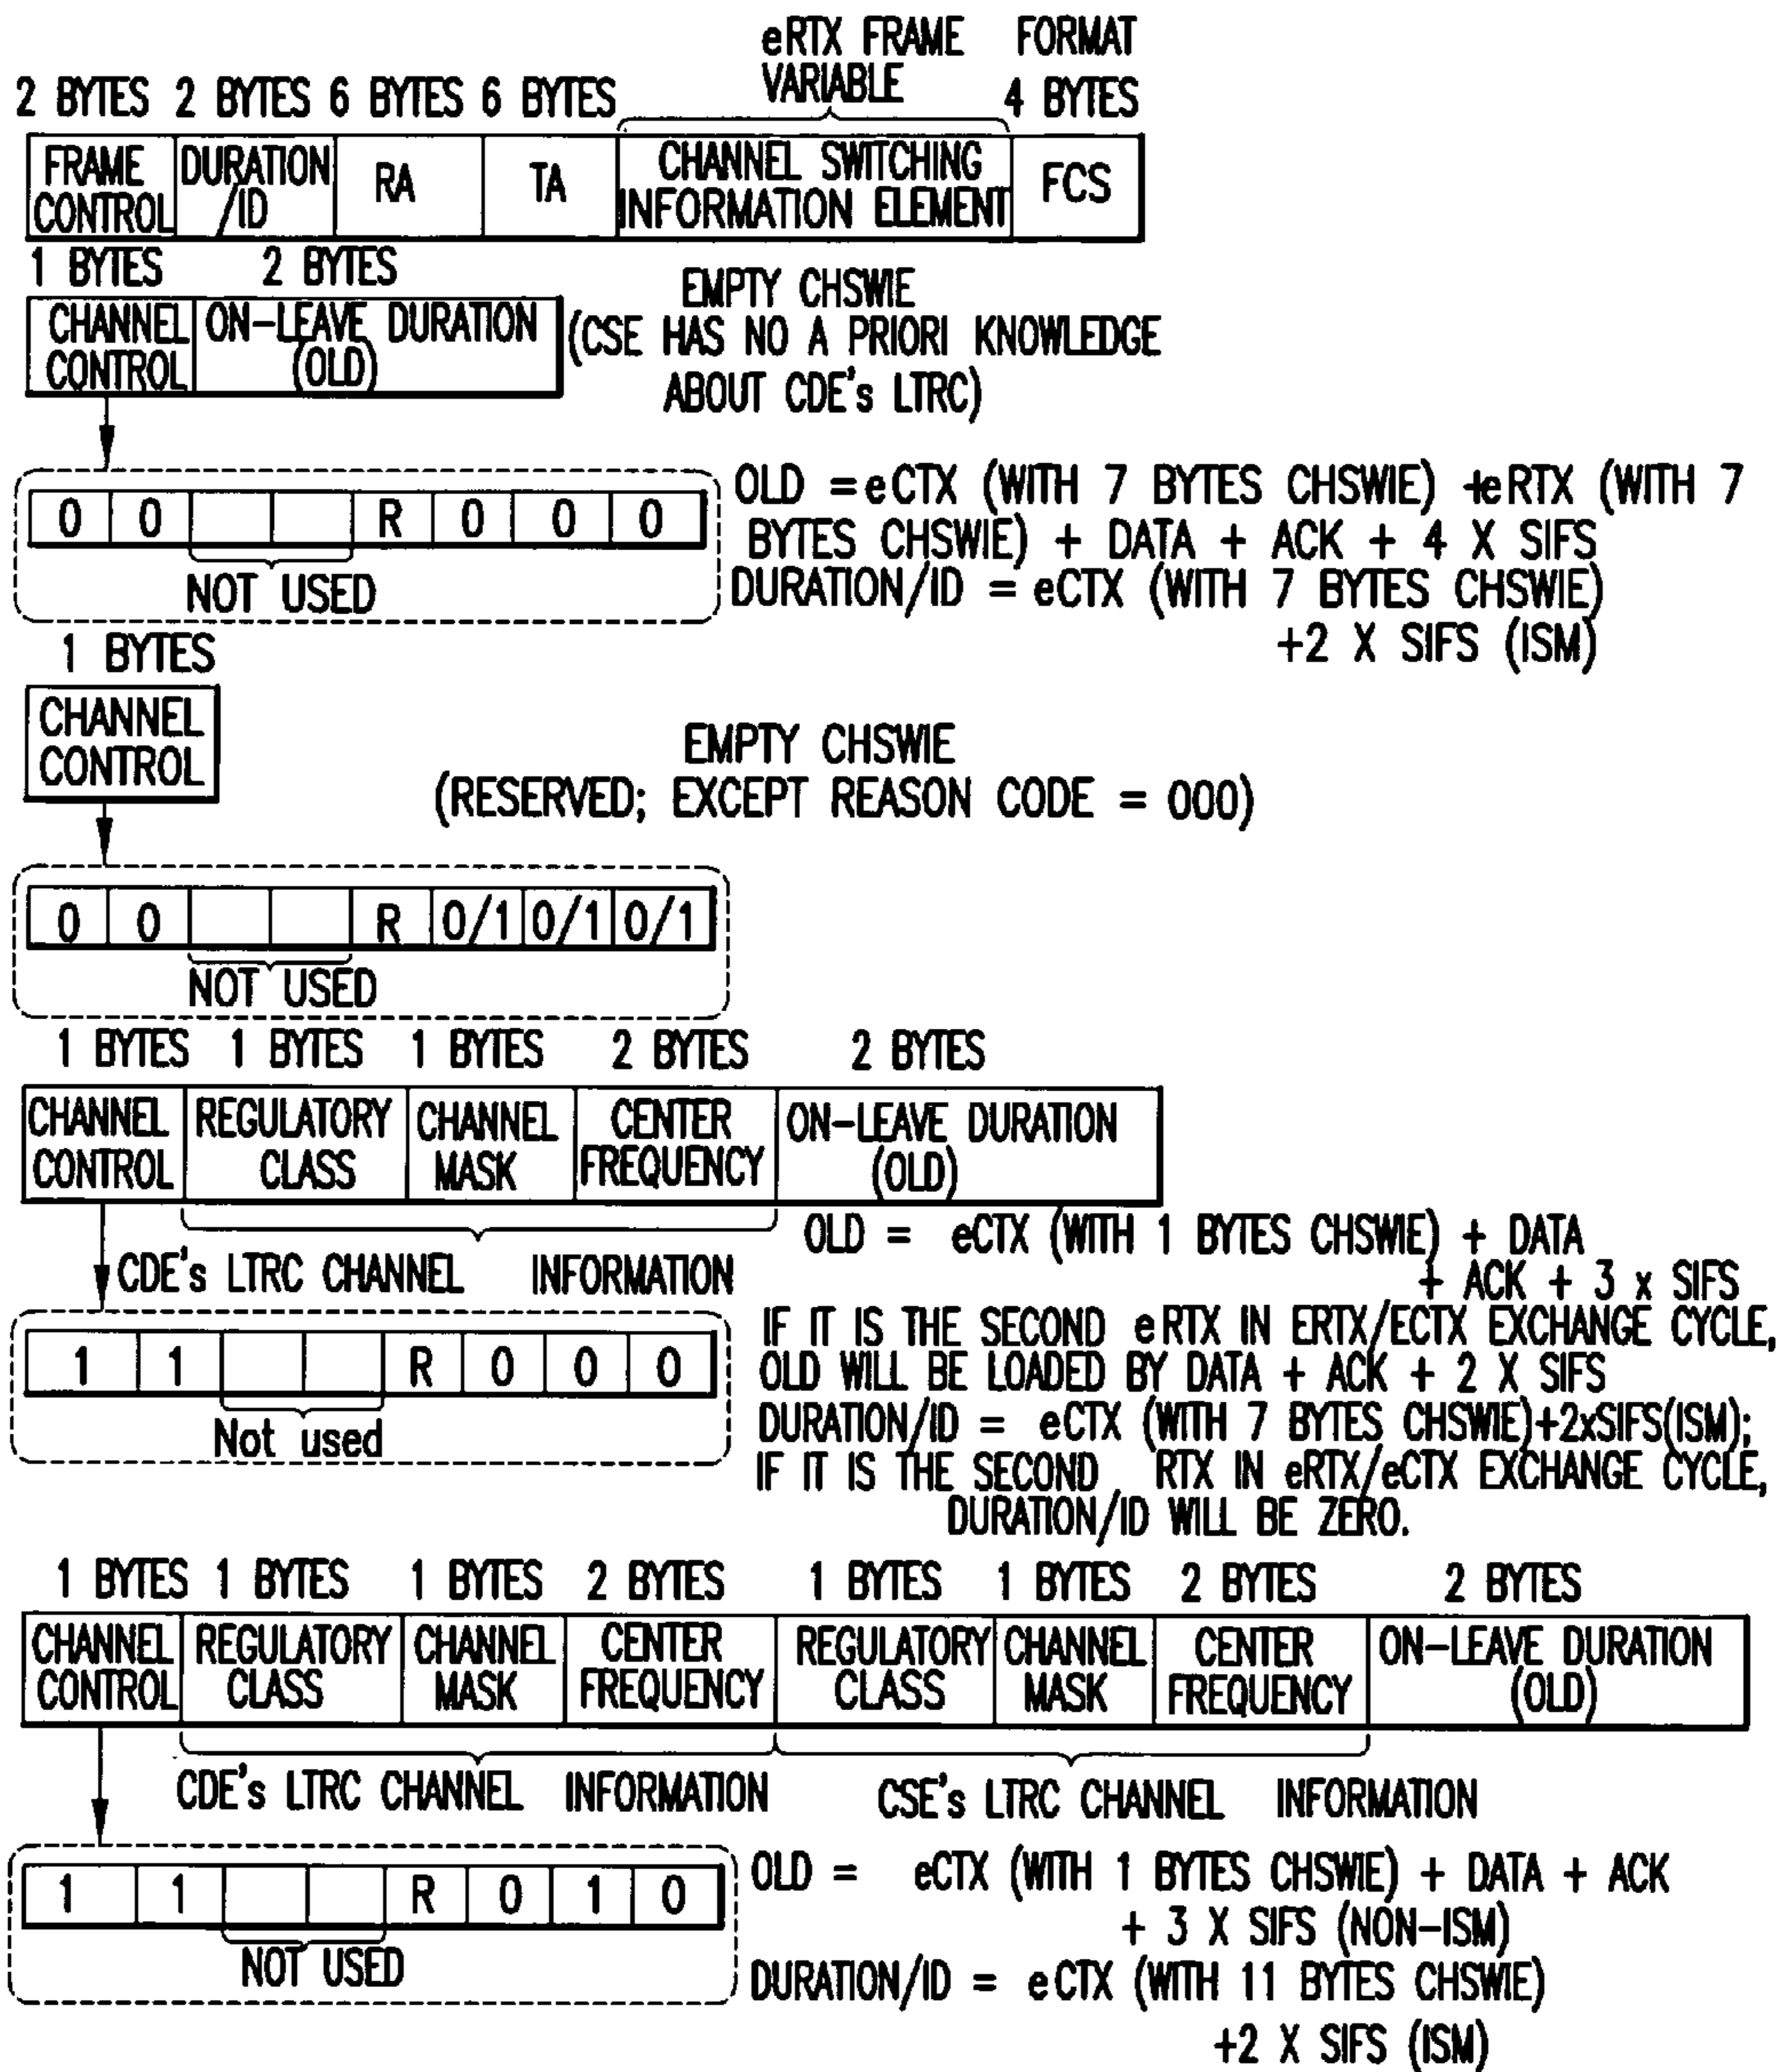 eRTX FRAME FORMAT
2 BYTES 2 BYTES 6 BYTES 6 BYTES VARIABLE 4 BYTES
FRAME CONTROL DURATION /ID RA TA CHANNEL SWITCHING INFORMATION ELEMENT FCS
1 BYTES 2 BYTES
CHANNEL CONTROL ON-LEAVE DURATION (OLD)
EMPTY CHSWIE
(CSE HAS NO A PRIORI KNOWLEDGE
ABOUT CDE's LTRC)
0 0 R 0 0 0
NOT USED
OLD =eCTX (WITH 7 BYTES CHSWIE) +eRTX (WITH 7
BYTES CHSWIE) + DATA + ACK + 4 X SIFS
DURATION/ID = eCTX (WITH 7 BYTES CHSWIE)
+2 X SIFS (ISM)
1 BYTES
CHANNEL CONTROL
EMPTY CHSWIE
(RESERVED; EXCEPT REASON CODE = 000)
0 0 R 0/1 0/1 0/1
NOT USED
1 BYTES 1 BYTES 1 BYTES 2 BYTES 2 BYTES
CHANNEL CONTROL REGULATORY CLASS CHANNEL MASK CENTER FREQUENCY ON-LEAVE DURATION (OLD)
CDE's LTRC CHANNEL INFORMATION
OLD = eCTX (WITH 1 BYTES CHSWIE) + DATA
+ ACK + 3 x SIFS
1 1 R 0 0 0
Not used
IF IT IS THE SECOND eRTX IN ERTX/ECTX EXCHANGE CYCLE,
OLD WILL BE LOADED BY DATA + ACK + 2 X SIFS
DURATION/ID = eCTX (WITH 7 BYTES CHSWIE)+2xSIFS(ISM);
IF IT IS THE SECOND RTX IN eRTX/eCTX EXCHANGE CYCLE,
DURATION/ID WILL BE ZERO.
1 BYTES 1 BYTES 1 BYTES 2 BYTES 1 BYTES 1 BYTES 2 BYTES 2 BYTES
CHANNEL CONTROL REGULATORY CLASS CHANNEL MASK CENTER FREQUENCY REGULATORY CLASS CHANNEL MASK CENTER FREQUENCY ON-LEAVE DURATION (OLD)
CDE's LTRC CHANNEL INFORMATION CSE's LTRC CHANNEL INFORMATION
1 1 R 0 1 0
NOT USED
OLD = eCTX (WITH 1 BYTES CHSWIE) + DATA + ACK
+ 3 X SIFS (NON-ISM)
DURATION/ID = eCTX (WITH 11 BYTES CHSWIE)
+2 X SIFS (ISM)